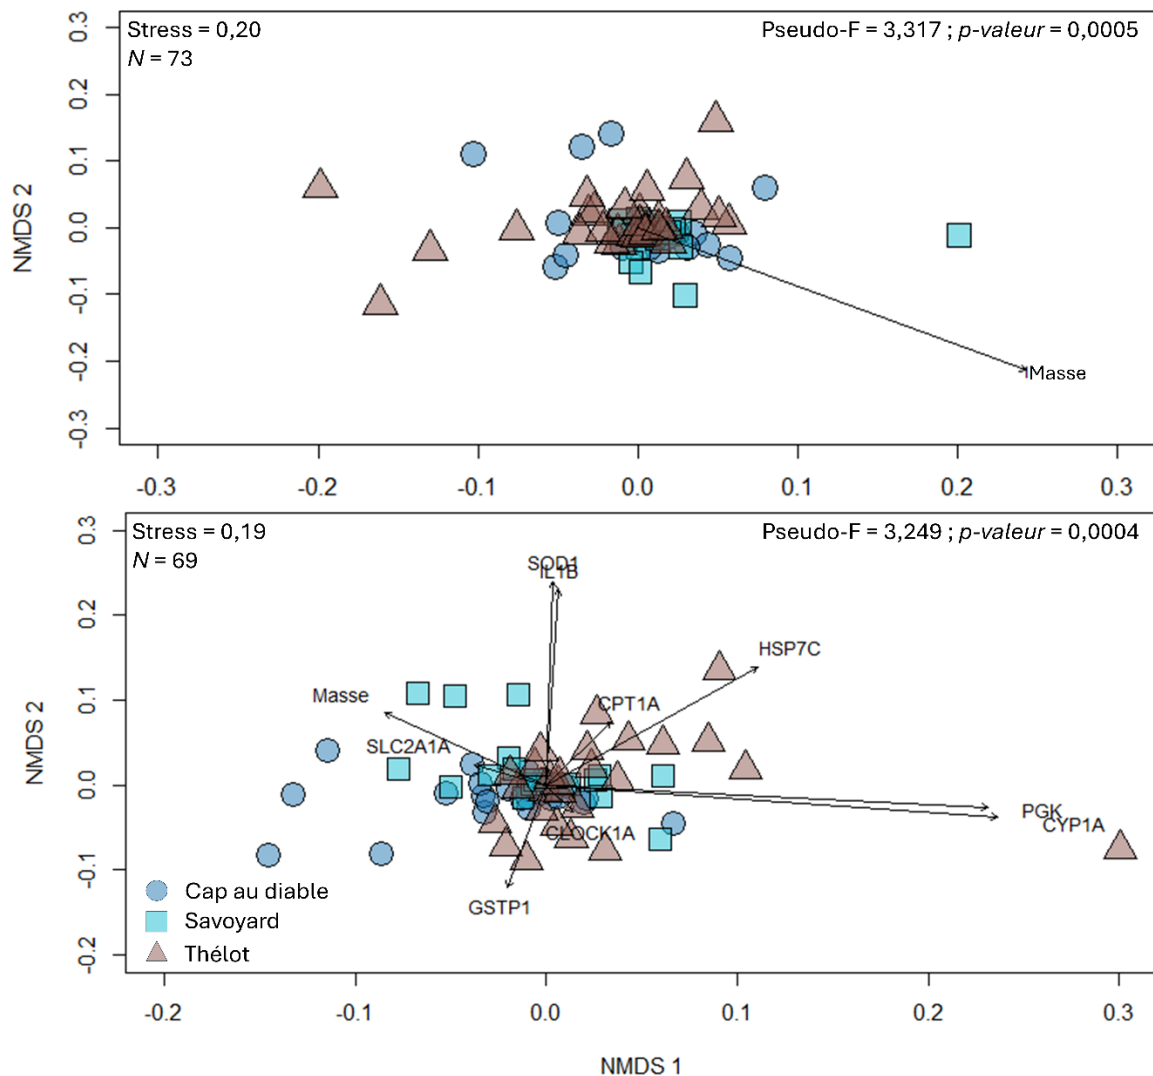 Stress = 0,20
N = 73
Pseudo-F = 3,317 ; p-valeur = 0,0005
NMDS 2
0.3
0.2
0.1
0.0
-0.1
-0.2
-0.3
Masse
-0.3 -0.2 -0.1 0.0 0.1 0.2 0.3
Stress = 0,19
N = 69
Pseudo-F = 3,249 ; p-valeur = 0,0004
NMDS 2
0.3
0.2
0.1
0.0
-0.1
-0.2
SOD1
IL1B
HSP7C
Masse
CPT1A
SLC2A1A
PGK
CYP1A
CLOCK1A
GSTP1
Cap au diable
Savoyard
Thélot
-0.2 -0.1 0.0 0.1 0.2 0.3
NMDS 1